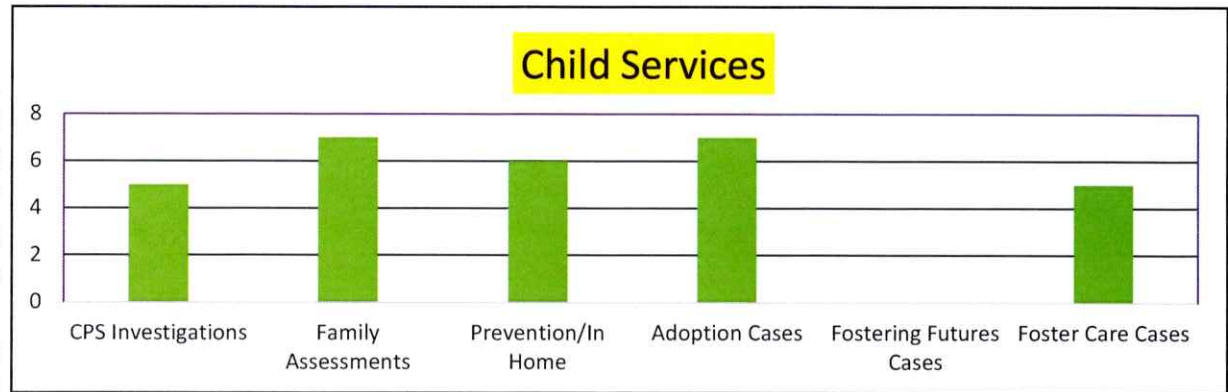 Child Services
8
6
4
2
0
CPS Investigations
Family
Assessments
Prevention/In
Home
Adoption Cases
Fostering Futures
Cases
Foster Care Cases